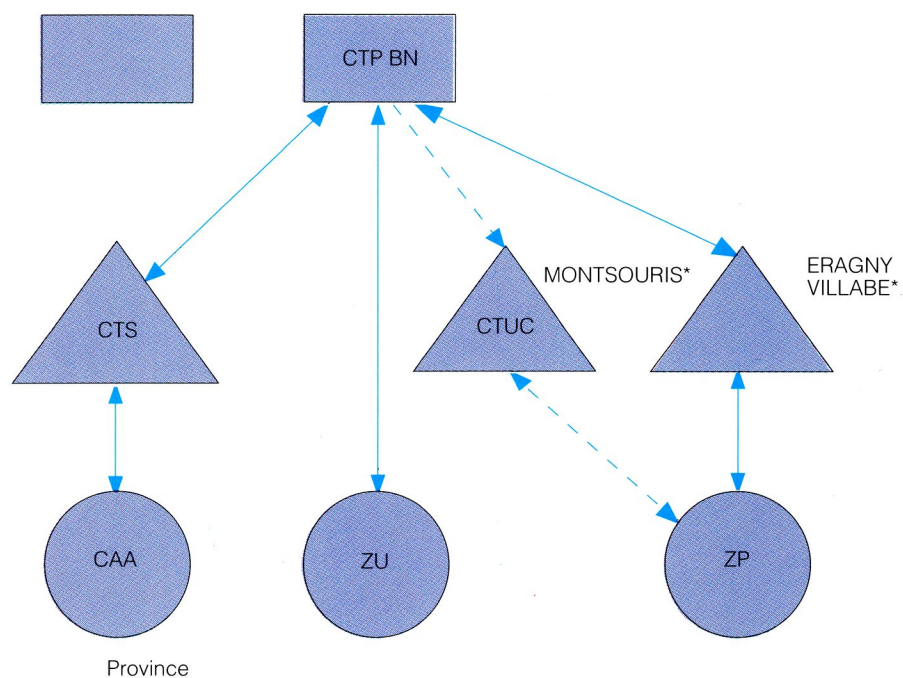 CTP BN
MONTSOURIS*
ERAGNY
VILLABE*
CTS
CTUC
CAA
ZU
ZP
Province